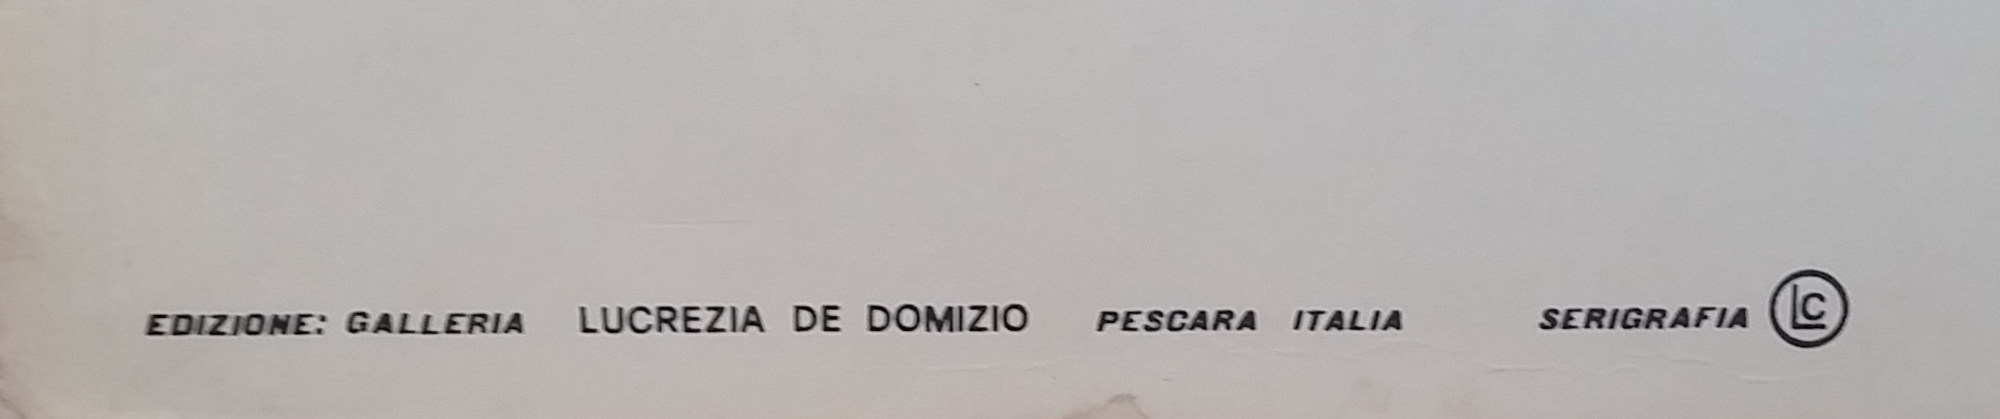 EDIZIONE: GALLERIA LUCREZIA DE DOMIZIO PESCARA ITALIA SERIGRAFIA LC